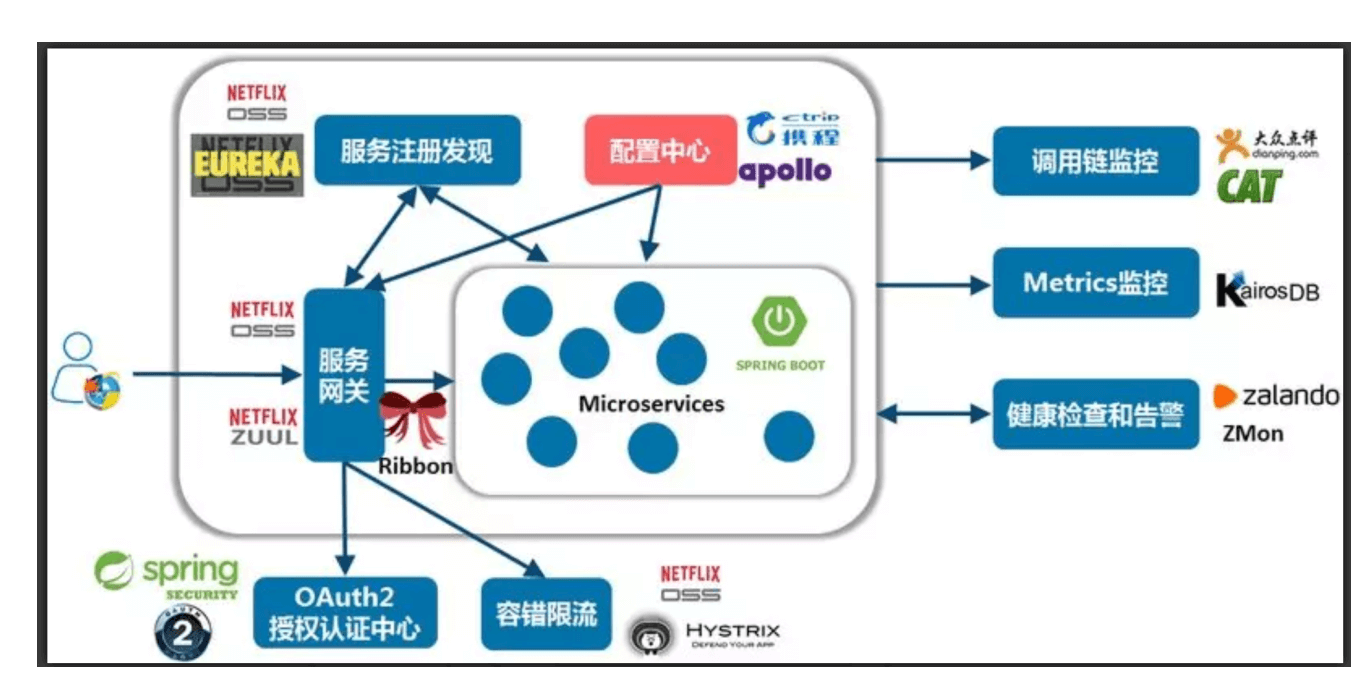 NETFLIX
OSS
NETFLIX
EUREKA
OSS
服务注册发现
配置中心
ctrip
携程
apollo
调用链监控
大众点评
dianping.com
CAT
Metrics监控
KairosDB
NETFLIX
OSS
服务
网关
NETFLIX
ZUUL
Ribbon
SPRING BOOT
Microservices
健康检查和告警
zalando
ZMon
spring
SECURITY
OAUTH
2
OAuth2
授权认证中心
容错限流
NETFLIX
OSS
HYSTRIX
DEFEND YOUR APP